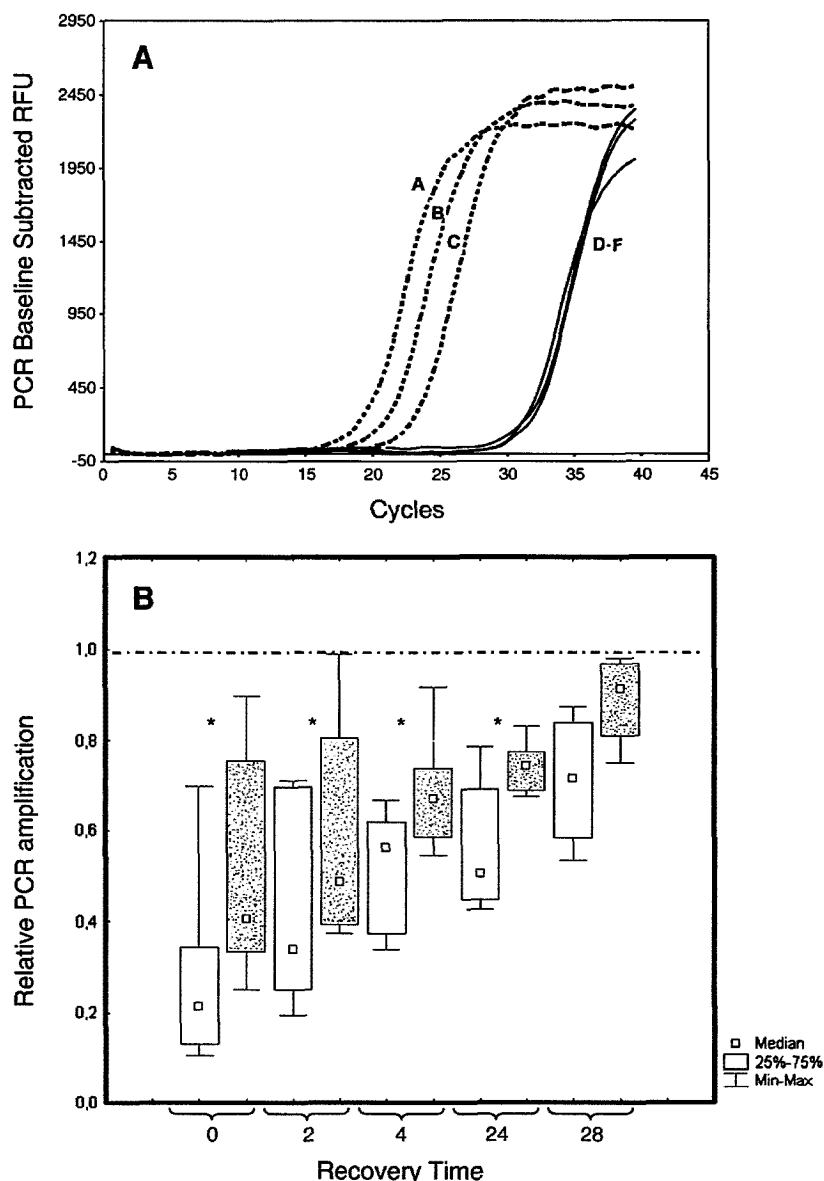 A
PCR Baseline Subtracted RFU
2950
2450
1950
1450
950
450
-50
A
B
C
D-F
0 5 10 15 20 25 30 35 40 45
Cycles
B
Relative PCR amplification
1,2
1,0
0,8
0,6
0,4
0,2
0,0
* * * *
Median
25%-75%
Min-Max
0 2 4 24 28
Recovery Time